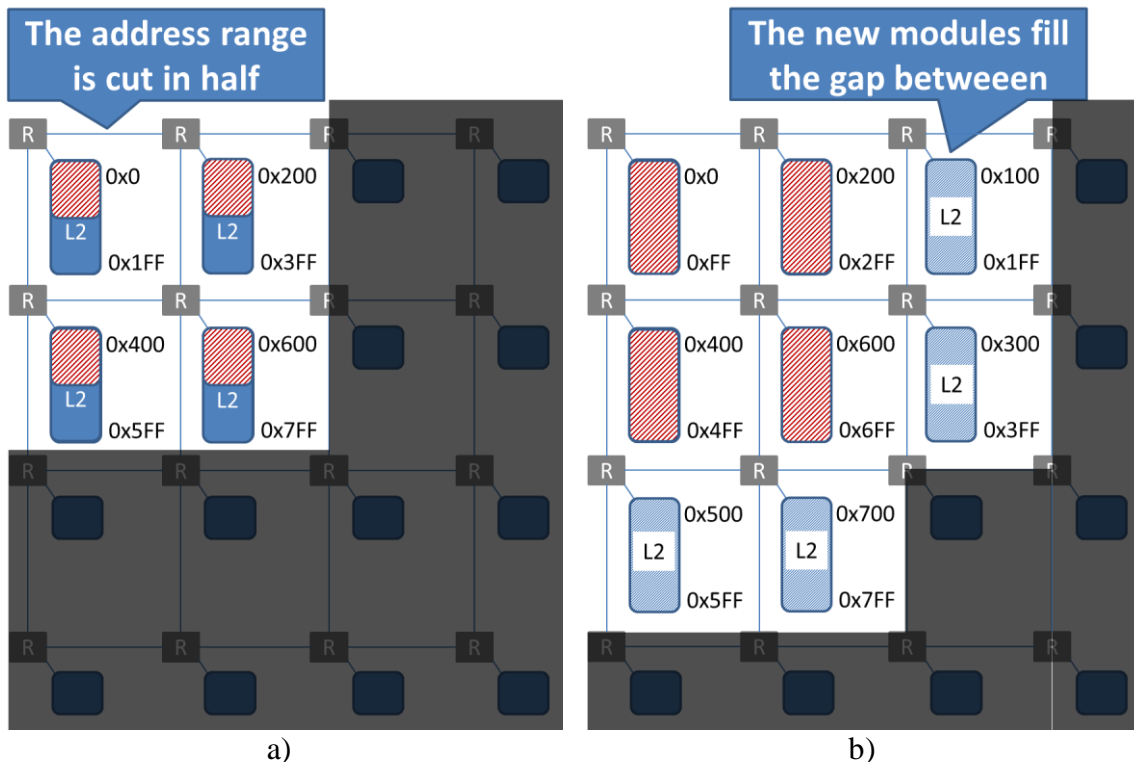 The address range
is cut in half
The new modules fill
the gap betweeen
R R R R
0x0 0x200
L2 L2
0x1FF 0x3FF
R R R R
0x400 0x600
L2 L2
0x5FF 0x7FF
R R R R
R R R R
a)
R R R R
0x0 0x200 0x100
L2
0xFF 0x2FF 0x1FF
R R R R
0x400 0x600 0x300
L2
0x4FF 0x6FF 0x3FF
R R R R
0x500 0x700
L2 L2
0x5FF 0x7FF
R R R R
b)